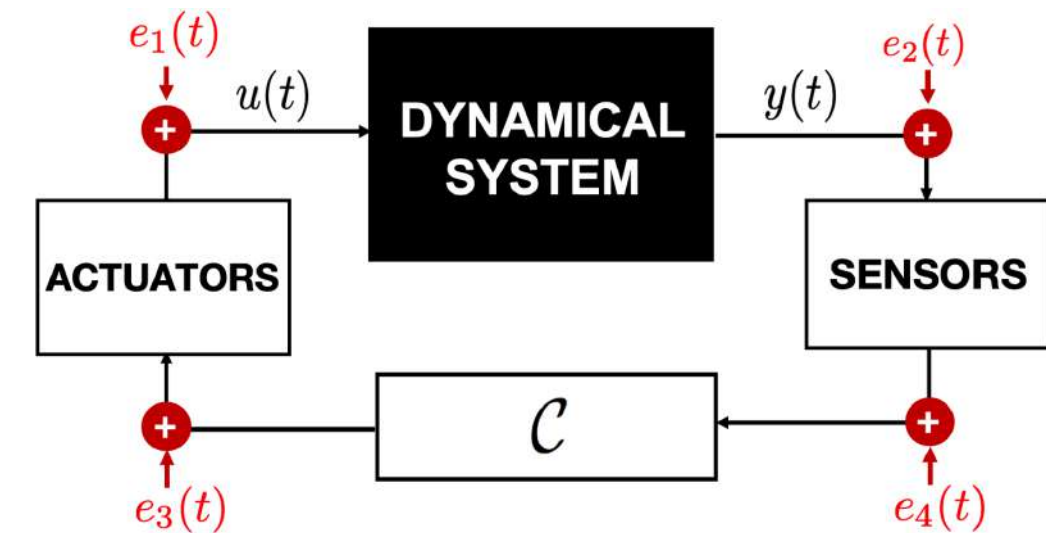 e₁(t)
u(t)
DYNAMICAL
SYSTEM
y(t)
e₂(t)
+
+
ACTUATORS
SENSORS
+
C
+
e₃(t)
e₄(t)